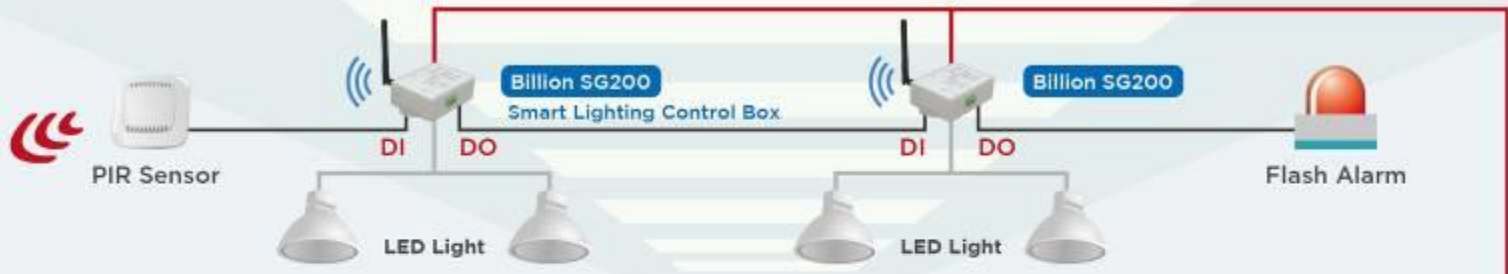 Billion SG200
Smart Lighting Control Box
Billion SG200
DI
DO
DI
DO
PIR Sensor
Flash Alarm
LED Light
LED Light